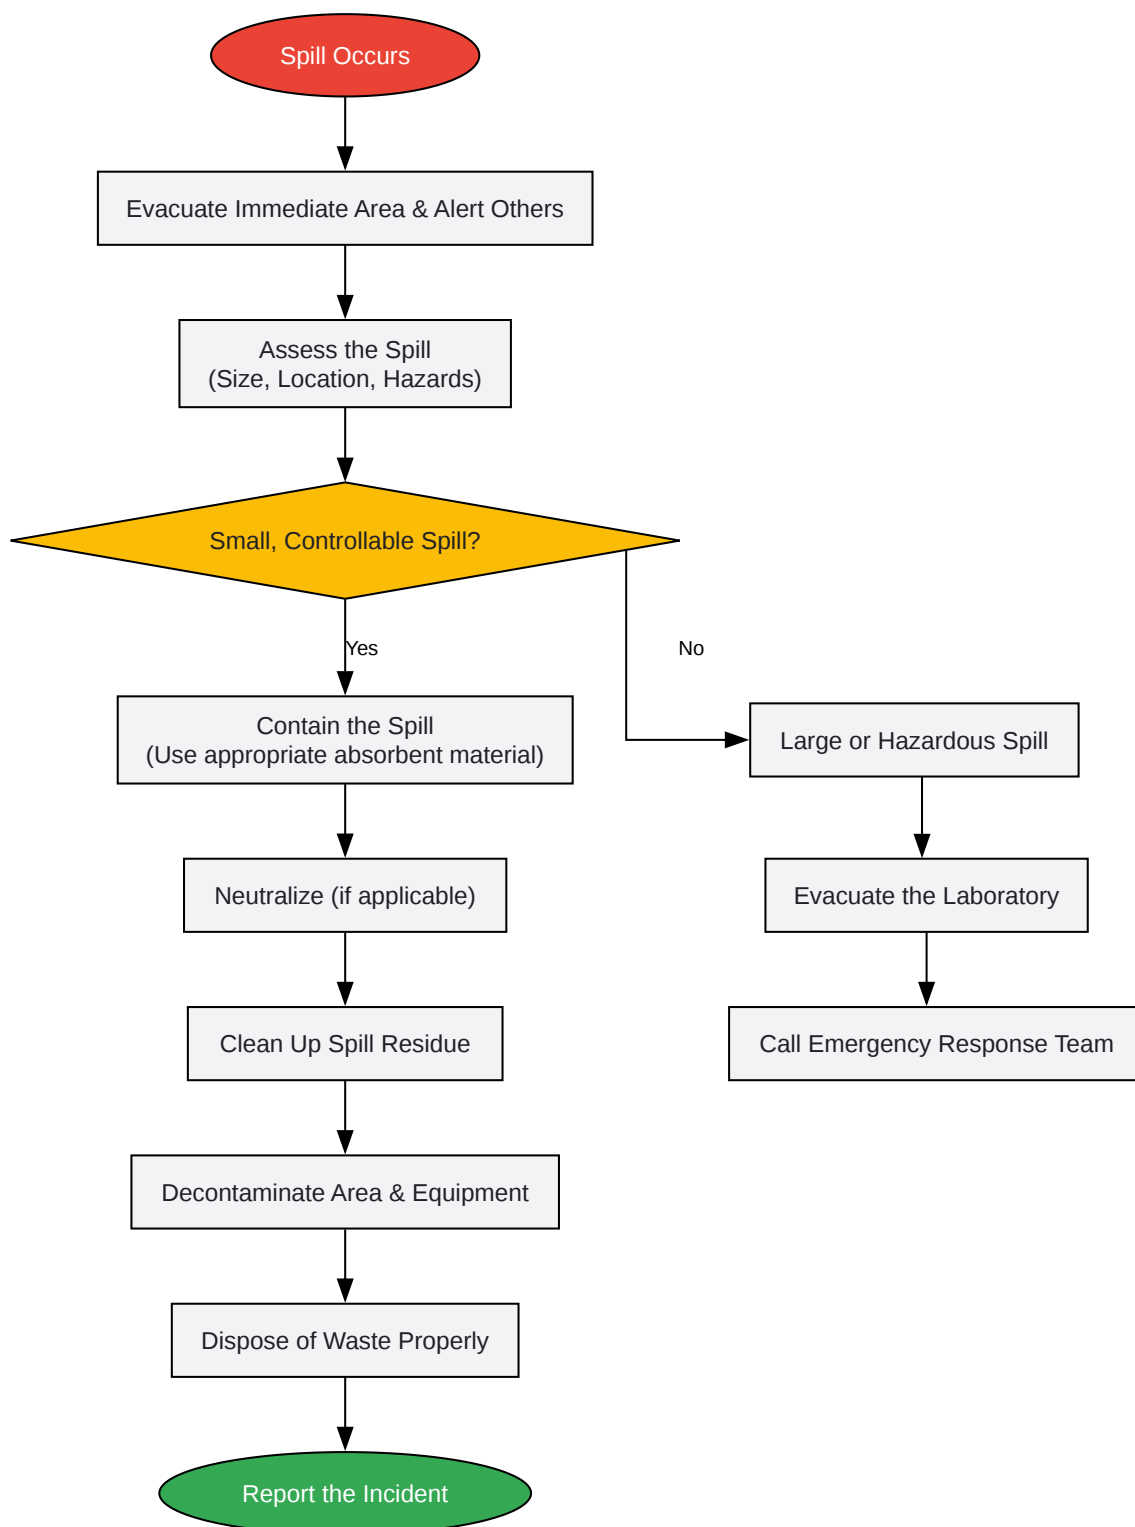 Spill Occurs
Evacuate Immediate Area & Alert Others
Assess the Spill
(Size, Location, Hazards)
Small, Controllable Spill?
Yes
No
Contain the Spill
(Use appropriate absorbent material)
Large or Hazardous Spill
Neutralize (if applicable)
Evacuate the Laboratory
Clean Up Spill Residue
Call Emergency Response Team
Decontaminate Area & Equipment
Dispose of Waste Properly
Report the Incident